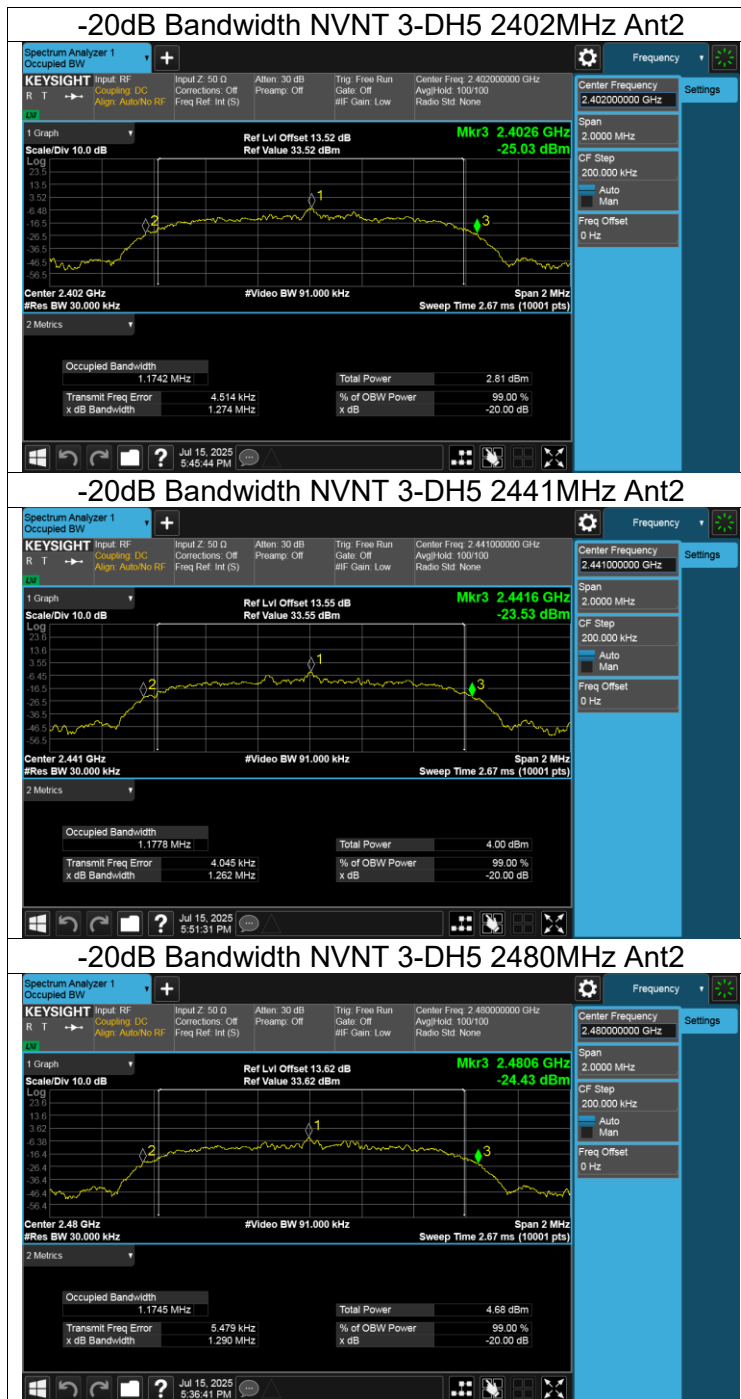 -20dB Bandwidth NVNT 3-DH5 2402MHz Ant2
Spectrum Analyzer 1
Occupied BW
Frequency
Settings
KEYSIGHT Input: RF Input Z: 50 Ω Atten: 30 dB Trig: Free Run Center Freq: 2.402000000 GHz
R T Coupling: DC Corrections: Off Preamp: Off Gate: Off Avg|Hold: 100/100
Align: Auto/No RF Freq Ref: Int (S) #IF Gain: Low Radio Std: None
LXI
Center Frequency
2.402000000 GHz
Span
2.0000 MHz
CF Step
200.000 kHz
Auto
Man
Freq Offset
0 Hz
1 Graph Ref Lvl Offset 13.52 dB Mkr3 2.4026 GHz
Scale/Div 10.0 dB Ref Value 33.52 dBm -25.03 dBm
Log
23.5
13.5
3.52
-6.48
-16.5
-26.5
-36.5
-46.5
-56.5
1
2
3
Center 2.402 GHz #Video BW 91.000 kHz Span 2 MHz
#Res BW 30.000 kHz Sweep Time 2.67 ms (10001 pts)
2 Metrics
Occupied Bandwidth
1.1742 MHz Total Power 2.81 dBm
Transmit Freq Error 4.514 kHz % of OBW Power 99.00 %
x dB Bandwidth 1.274 MHz x dB -20.00 dB
? Jul 15, 2025
5:45:44 PM
-20dB Bandwidth NVNT 3-DH5 2441MHz Ant2
Spectrum Analyzer 1
Occupied BW
Frequency
Settings
KEYSIGHT Input: RF Input Z: 50 Ω Atten: 30 dB Trig: Free Run Center Freq: 2.441000000 GHz
R T Coupling: DC Corrections: Off Preamp: Off Gate: Off Avg|Hold: 100/100
Align: Auto/No RF Freq Ref: Int (S) #IF Gain: Low Radio Std: None
LXI
Center Frequency
2.441000000 GHz
Span
2.0000 MHz
CF Step
200.000 kHz
Auto
Man
Freq Offset
0 Hz
1 Graph Ref Lvl Offset 13.55 dB Mkr3 2.4416 GHz
Scale/Div 10.0 dB Ref Value 33.55 dBm -23.53 dBm
Log
23.6
13.6
3.55
-6.45
-16.5
-26.5
-36.5
-46.5
-56.5
1
2
3
Center 2.441 GHz #Video BW 91.000 kHz Span 2 MHz
#Res BW 30.000 kHz Sweep Time 2.67 ms (10001 pts)
2 Metrics
Occupied Bandwidth
1.1778 MHz Total Power 4.00 dBm
Transmit Freq Error 4.045 kHz % of OBW Power 99.00 %
x dB Bandwidth 1.262 MHz x dB -20.00 dB
? Jul 15, 2025
5:51:31 PM
-20dB Bandwidth NVNT 3-DH5 2480MHz Ant2
Spectrum Analyzer 1
Occupied BW
Frequency
Settings
KEYSIGHT Input: RF Input Z: 50 Ω Atten: 30 dB Trig: Free Run Center Freq: 2.480000000 GHz
R T Coupling: DC Corrections: Off Preamp: Off Gate: Off Avg|Hold: 100/100
Align: Auto/No RF Freq Ref: Int (S) #IF Gain: Low Radio Std: None
LXI
Center Frequency
2.480000000 GHz
Span
2.0000 MHz
CF Step
200.000 kHz
Auto
Man
Freq Offset
0 Hz
1 Graph Ref Lvl Offset 13.62 dB Mkr3 2.4806 GHz
Scale/Div 10.0 dB Ref Value 33.62 dBm -24.43 dBm
Log
23.6
13.6
3.62
-6.38
-16.4
-26.4
-36.4
-46.4
-56.4
1
2
3
Center 2.48 GHz #Video BW 91.000 kHz Span 2 MHz
#Res BW 30.000 kHz Sweep Time 2.67 ms (10001 pts)
2 Metrics
Occupied Bandwidth
1.1745 MHz Total Power 4.68 dBm
Transmit Freq Error 5.479 kHz % of OBW Power 99.00 %
x dB Bandwidth 1.290 MHz x dB -20.00 dB
? Jul 15, 2025
5:36:41 PM